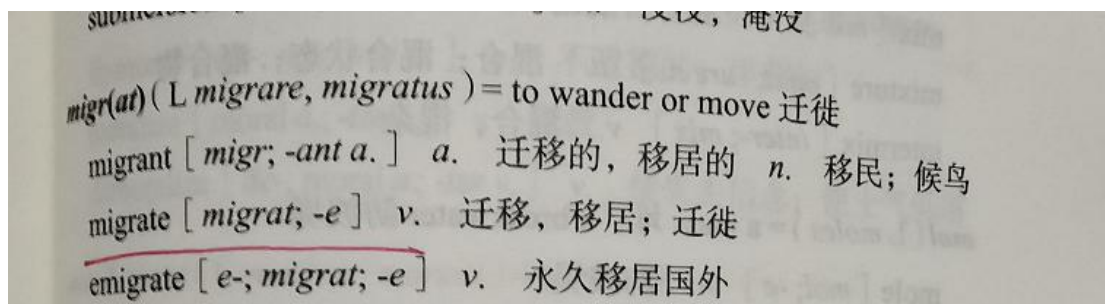 淹没
migr(at) ( L migrare, migratus ) = to wander or move 迁徙
migrant [ migr; -ant a. ] a. 迁移的，移居的 n. 移民；候鸟
migrate [ migrat; -e ] v. 迁移，移居；迁徙
emigrate [ e-; migrat; -e ] v. 永久移居国外